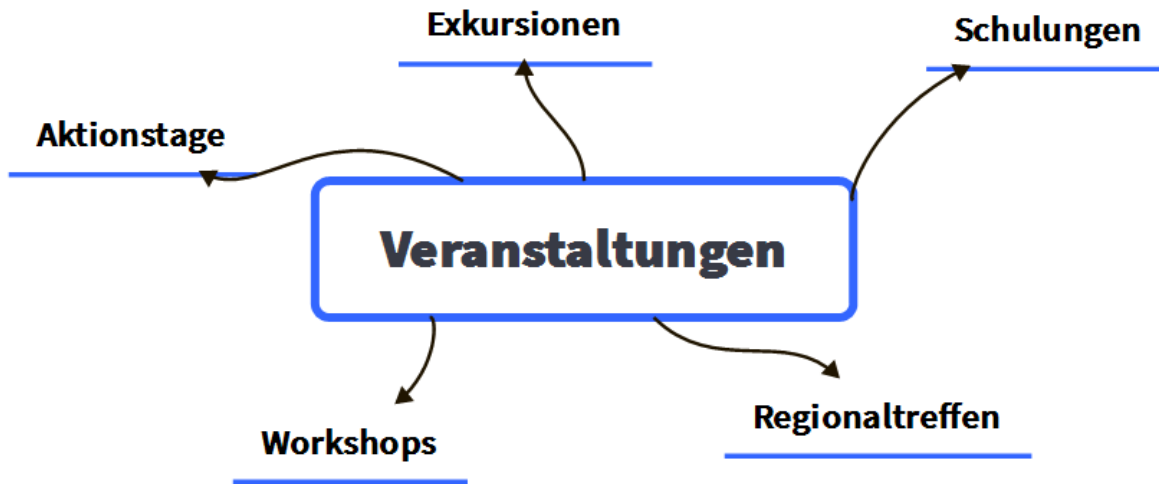 Exkursionen
Schulungen
Aktionstage
Veranstaltungen
Regionaltreffen
Workshops